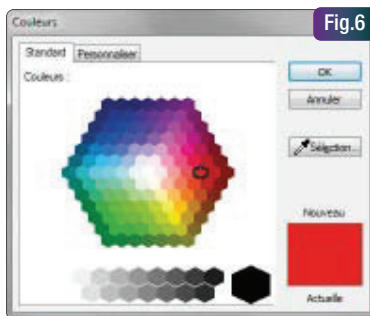 Couleurs
Fig.6
Standard
Personnaliser
Couleurs :
OK
Annuler
Sélection...
Nouveau
Actuelle